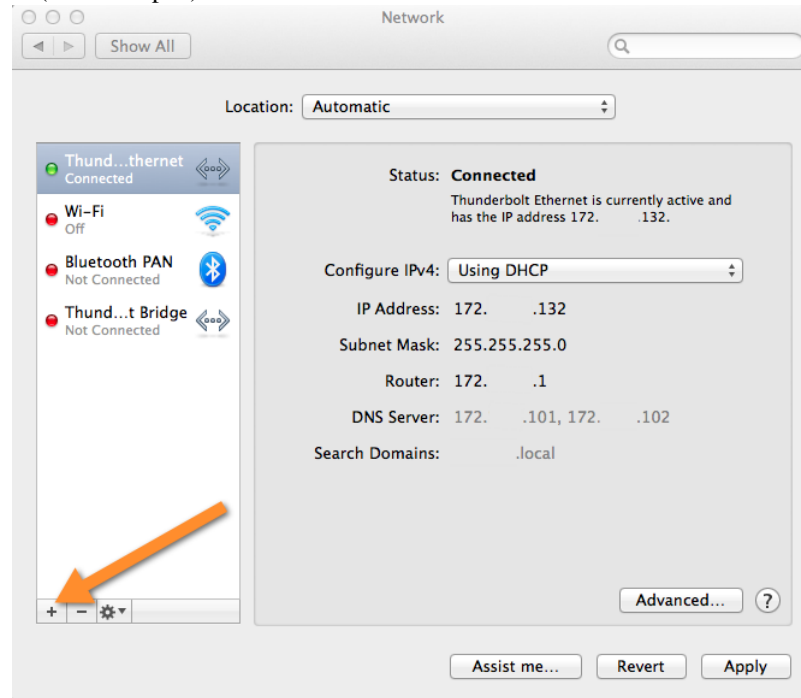 Network
Show All
Location: Automatic
Thund...thernet
Connected
Wi-Fi
Off
Bluetooth PAN
Not Connected
Thund...t Bridge
Not Connected
Status: Connected
Thunderbolt Ethernet is currently active and
has the IP address 172. .132.
Configure IPv4: Using DHCP
IP Address: 172. .132
Subnet Mask: 255.255.255.0
Router: 172. .1
DNS Server: 172. .101, 172. .102
Search Domains: .local
+ −
Advanced... ?
Assist me... Revert Apply